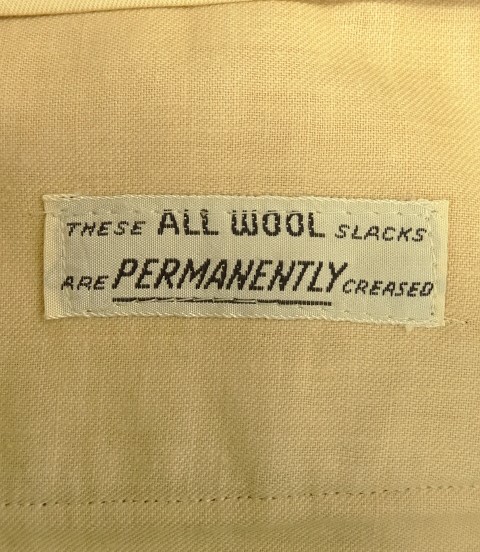 THESE ALL WOOL SLACKS
ARE PERMANENTLY CREASED